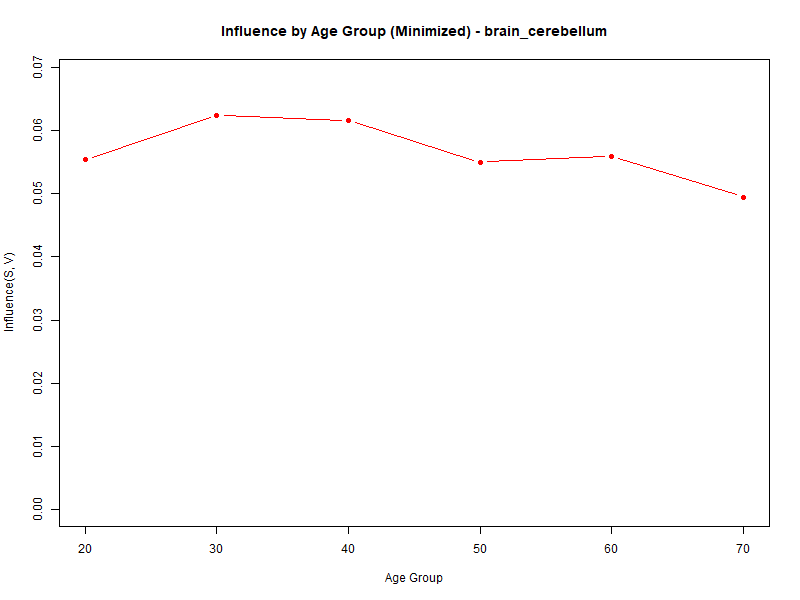 Influence by Age Group (Minimized) - brain_cerebellum
Influence(S, V)
0.07
0.06
0.05
0.04
0.03
0.02
0.01
0.00
20 30 40 50 60 70
Age Group